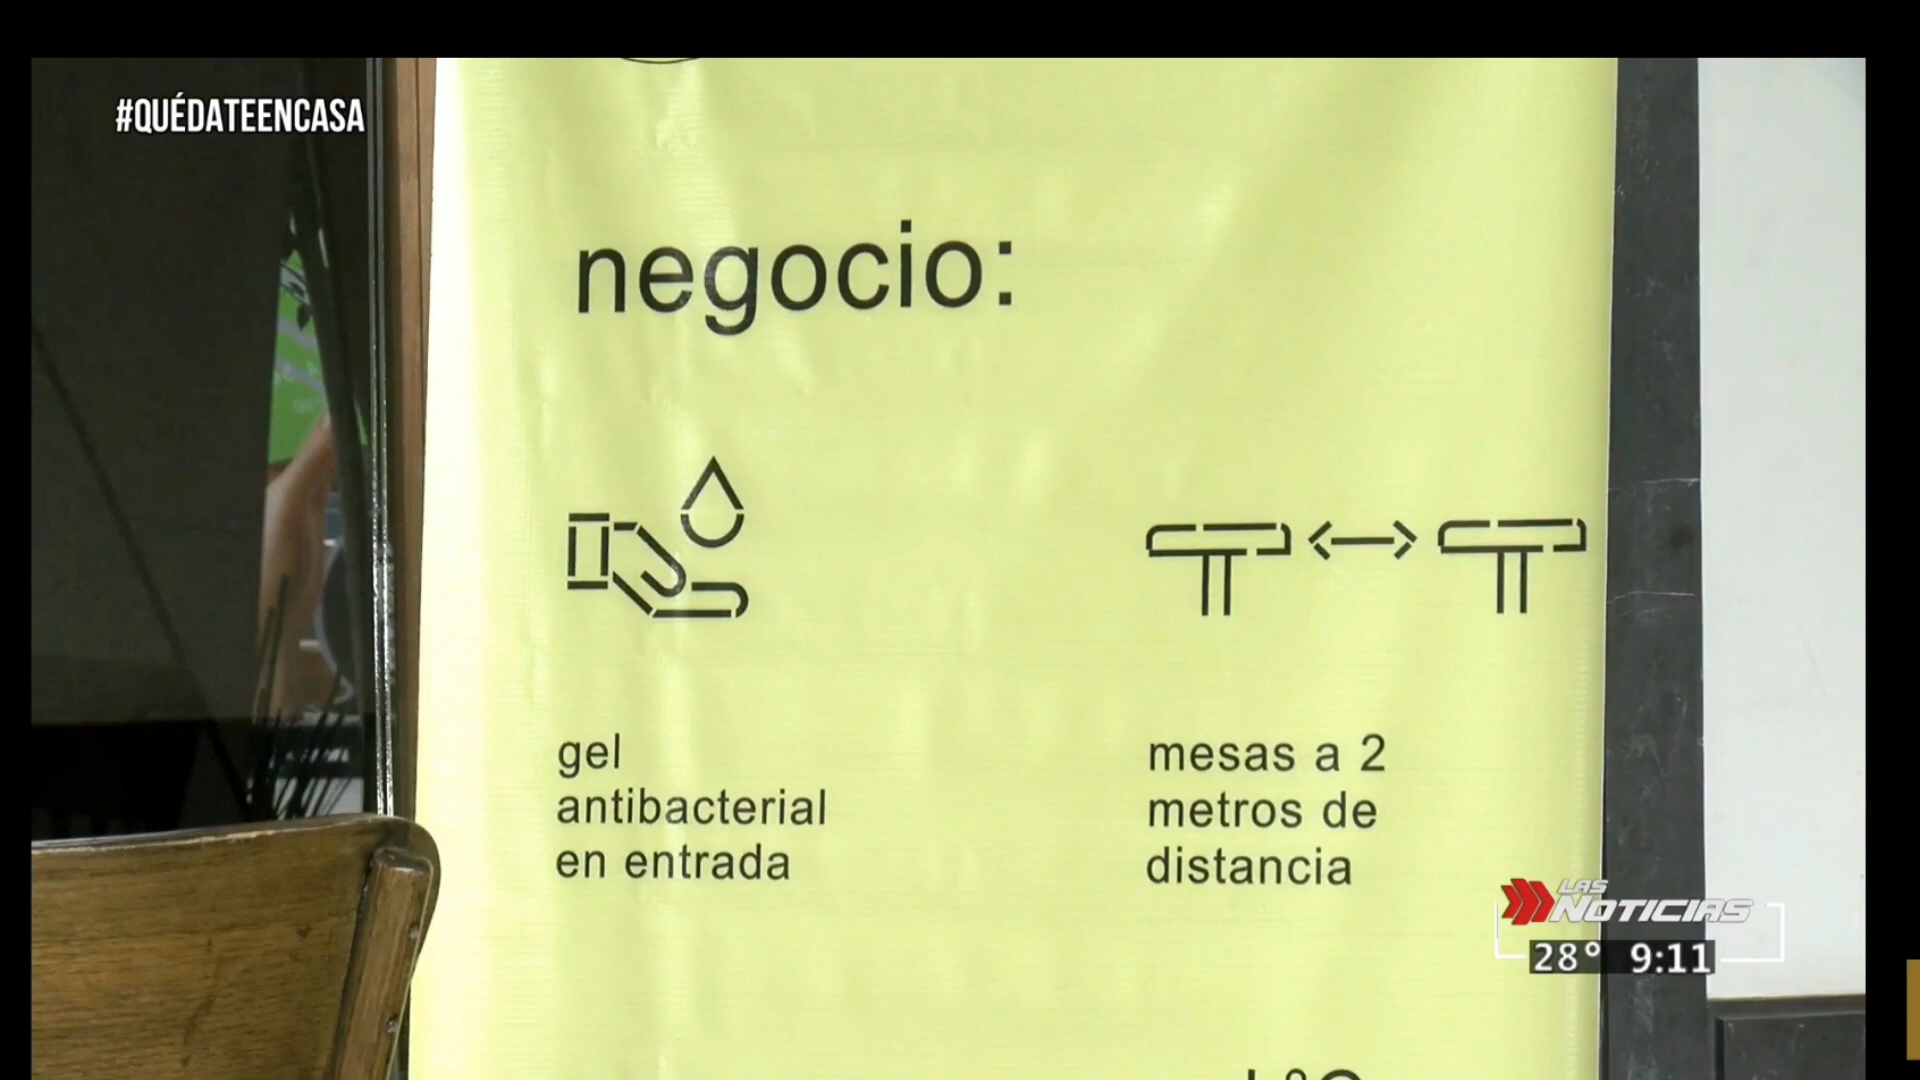 #QUÉDATEENCASA
negocio:
gel
antibacterial
en entrada
mesas a 2
metros de
distancia
LAS
NOTICIAS
28° 9:11